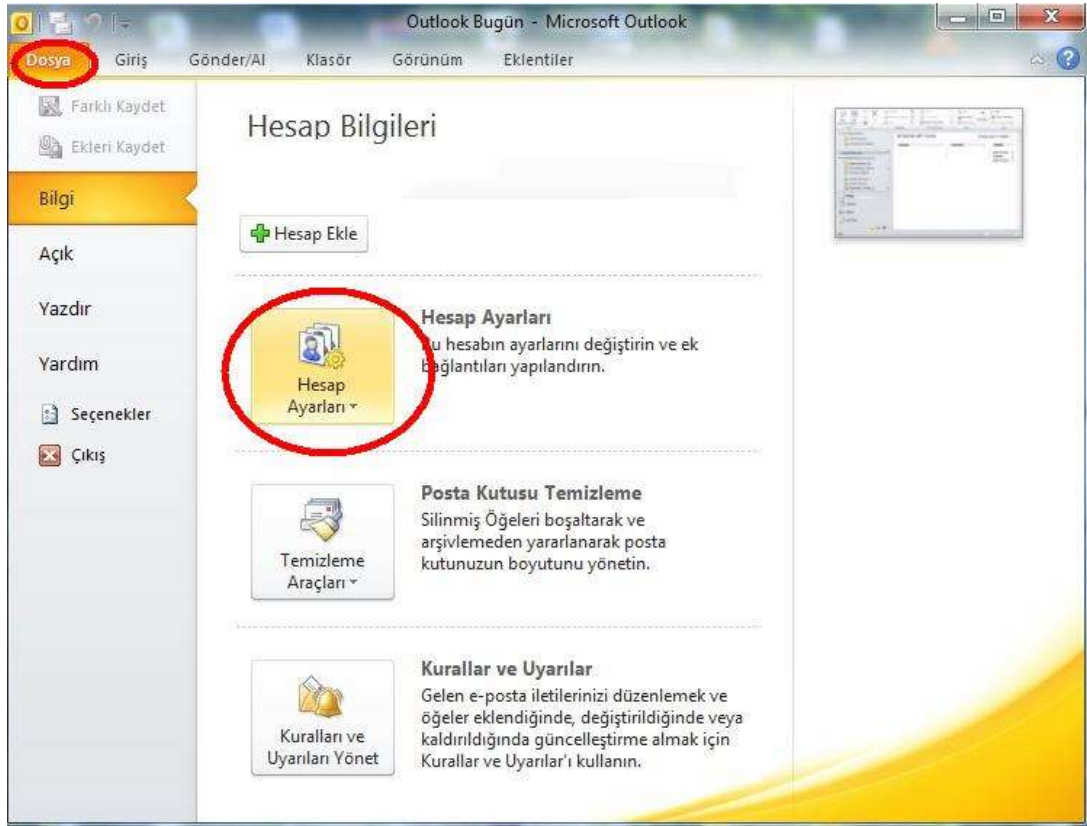 Outlook Bugün - Microsoft Outlook
Dosya Giriş Gönder/Al Klasör Görünüm Eklentiler
Farklı Kaydet
Ekleri Kaydet
Bilgi
Açık
Yazdır
Yardım
Seçenekler
Çıkış
Hesap Bilgileri
Hesap Ekle
Hesap
Ayarları
Hesap Ayarları
Bu hesabın ayarlarını değiştirin ve ek
bağlantıları yapılandırın.
Temizleme
Araçları
Posta Kutusu Temizleme
Silinmiş Öğeleri boşaltarak ve
arşivlemeden yararlanarak posta
kutunuzun boyutunu yönetin.
Kuralları ve
Uyarıları Yönet
Kurallar ve Uyarılar
Gelen e-posta iletilerinizi düzenlemek ve
öğeler eklendiğinde, değiştirildiğinde veya
kaldırıldığında güncelleştirme almak için
Kurallar ve Uyarılar'ı kullanın.